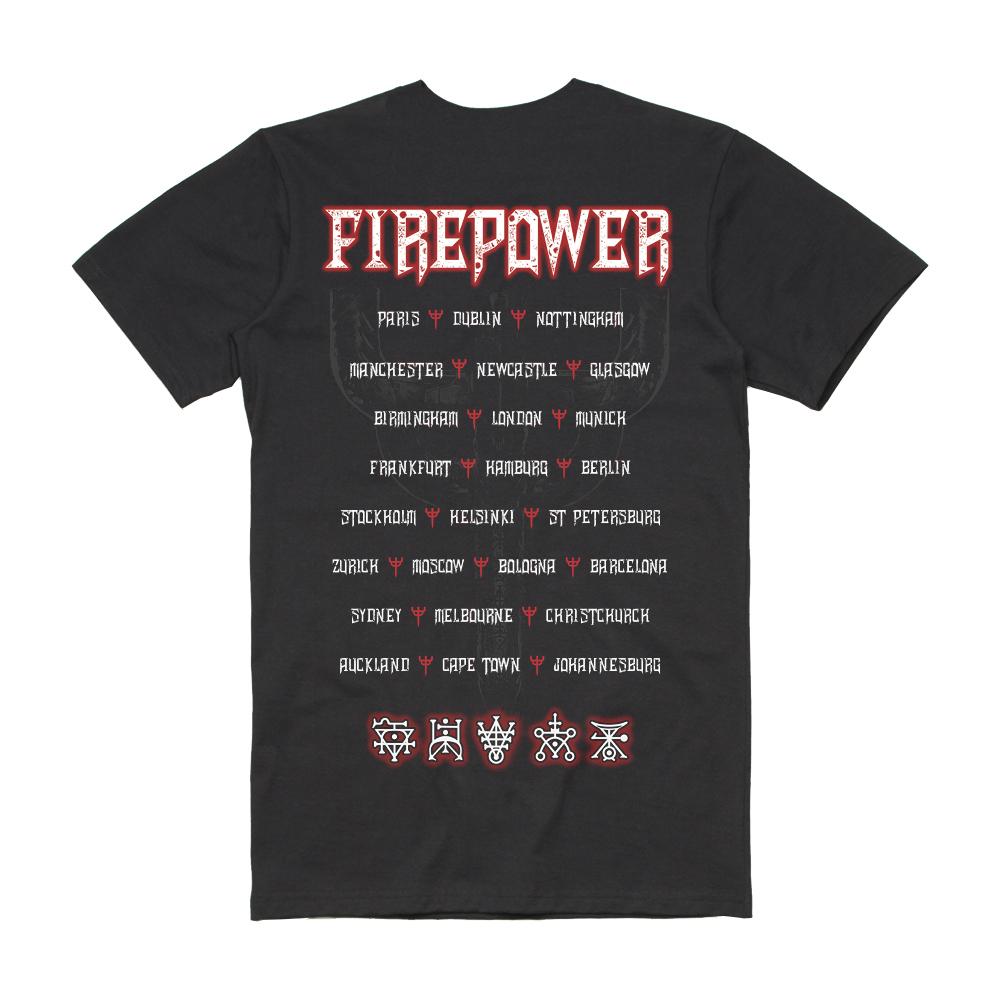 FIREPOWER
PARIS DUBLIN NOTTINGHAM
MANCHESTER NEWCASTLE GLASGOW
BIRMINGHAM LONDON MUNICH
FRANKFURT HAMBURG BERLIN
STOCKHOLM HELSINKI ST PETERSBURG
ZURICH MOSCOW BOLOGNA BARCELONA
SYDNEY MELBOURNE CHRISTCHURCH
AUCKLAND CAPE TOWN JOHANNESBURG